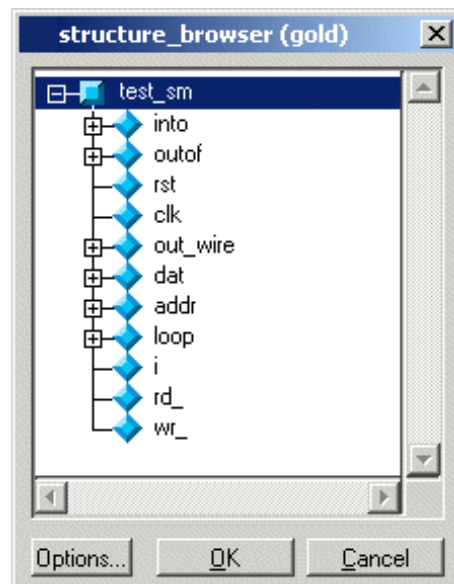 structure_browser (gold)
test_sm
into
outof
rst
clk
out_wire
dat
addr
loop
i
rd_
wr_
Options... OK Cancel